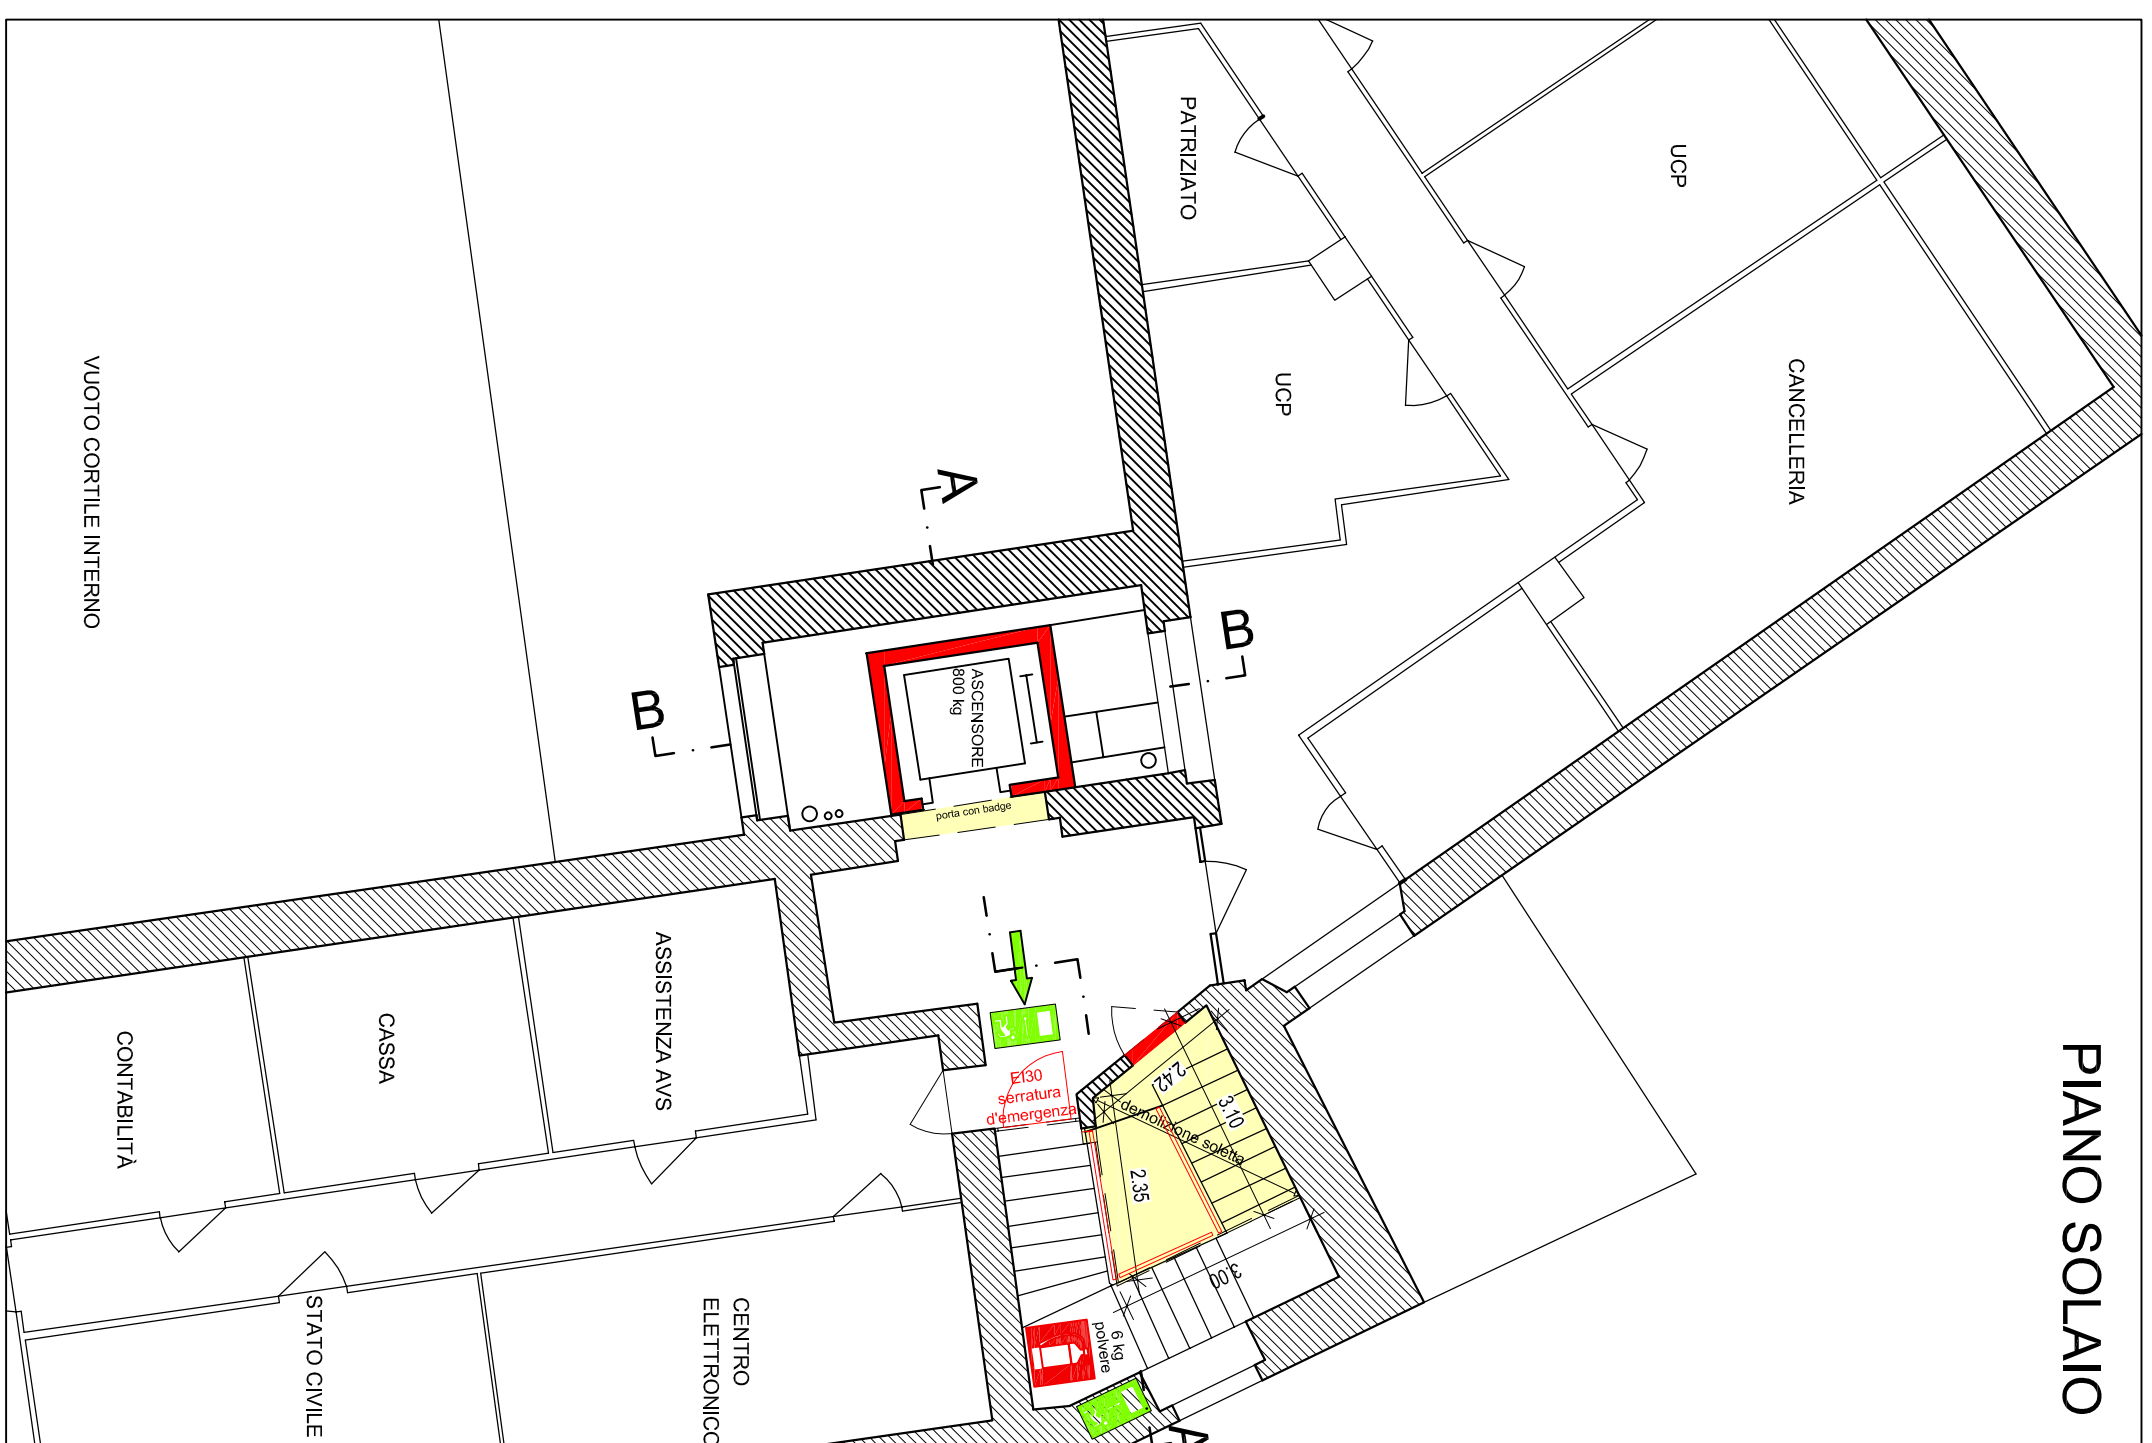 PIANO SOLAIO
UCP
PATRIZIATO
UCP
CANCELLERIA
VUOTO CORTILE INTERNO
A
B
B
ASCENSORE
800 kg
porta con badge
ASSISTENZA AVS
CASSA
CONTABILITÀ
EI30
serratura
d'emergenza
2.42
3.10
demolizione soletta
2.35
3.00
6 kg
polvere
CENTRO
ELETTRONICO
STATO CIVILE
A